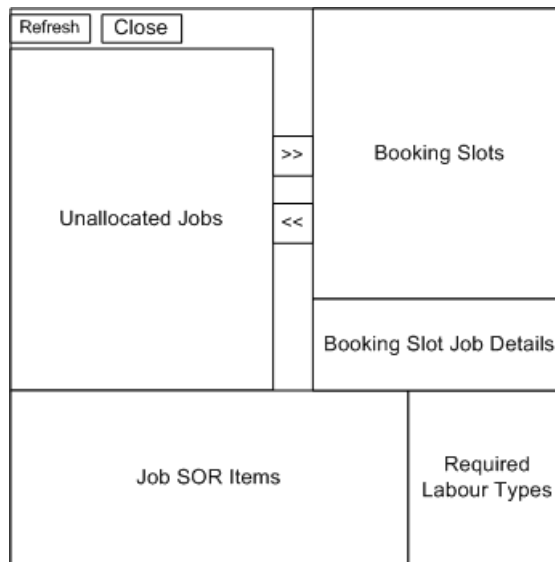 Refresh
Close
Unallocated Jobs
>>
<<
Booking Slots
Booking Slot Job Details
Job SOR Items
Required
Labour Types